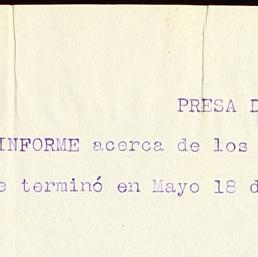 PRESA D
INFORME acerca de los
e terminó en Mayo 18 d